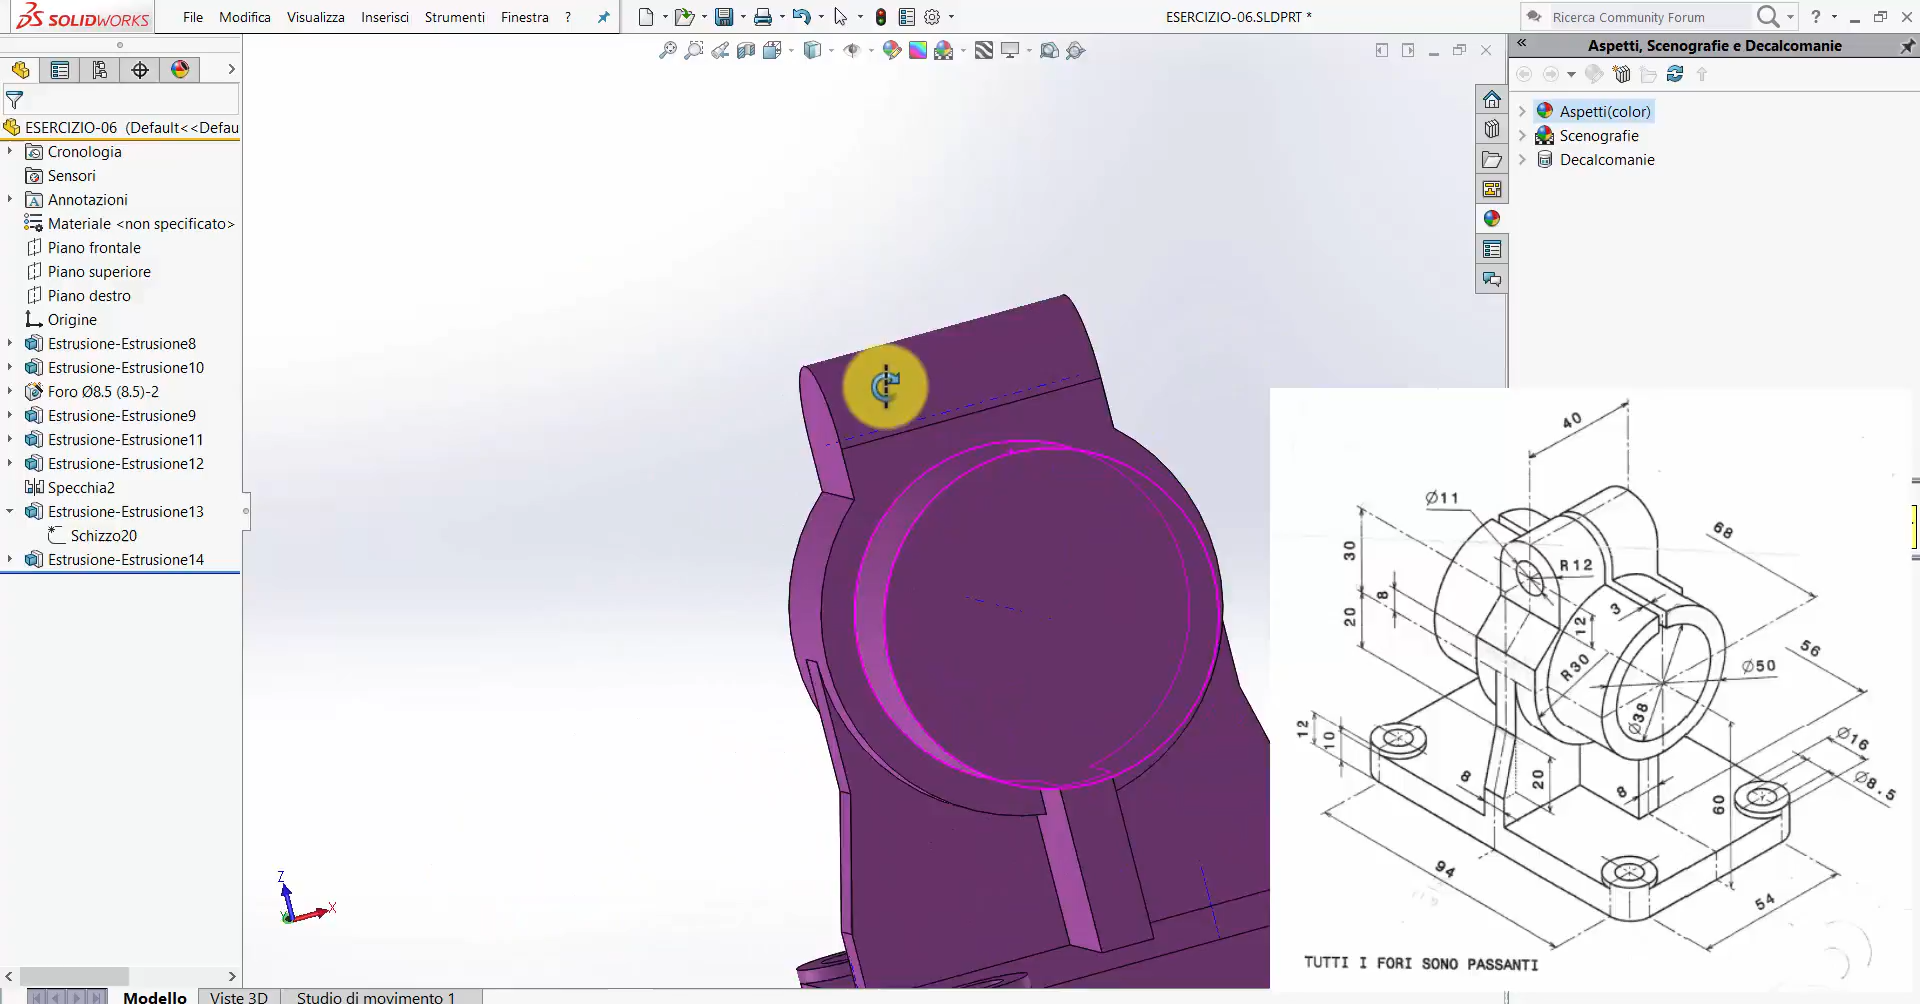 SOLIDWORKS
File
Modifica
Visualizza
Inserisci
Strumenti
Finestra
?
ESERCIZIO-06.SLDPRT *
Ricerca Community Forum
?
Aspetti, Scenografie e Decalcomanie
Aspetti(color)
Scenografie
Decalcomanie
ESERCIZIO-06 (Default<<Defau
Cronologia
Sensori
Annotazioni
Materiale <non specificato>
Piano frontale
Piano superiore
Piano destro
Origine
Estrusione-Estrusione8
Estrusione-Estrusione10
Foro Ø8.5 (8.5)-2
Estrusione-Estrusione9
Estrusione-Estrusione11
Estrusione-Estrusione12
Specchia2
Estrusione-Estrusione13
Schizzo20
Estrusione-Estrusione14
Z
X
Y
40
Ø11
68
30
R12
8
3
20
12
56
R30
Ø50
Ø38
12
10
Ø16
Ø8.5
8
20
8
60
94
54
TUTTI I FORI SONO PASSANTI
Modello
Viste 3D
Studio di movimento 1